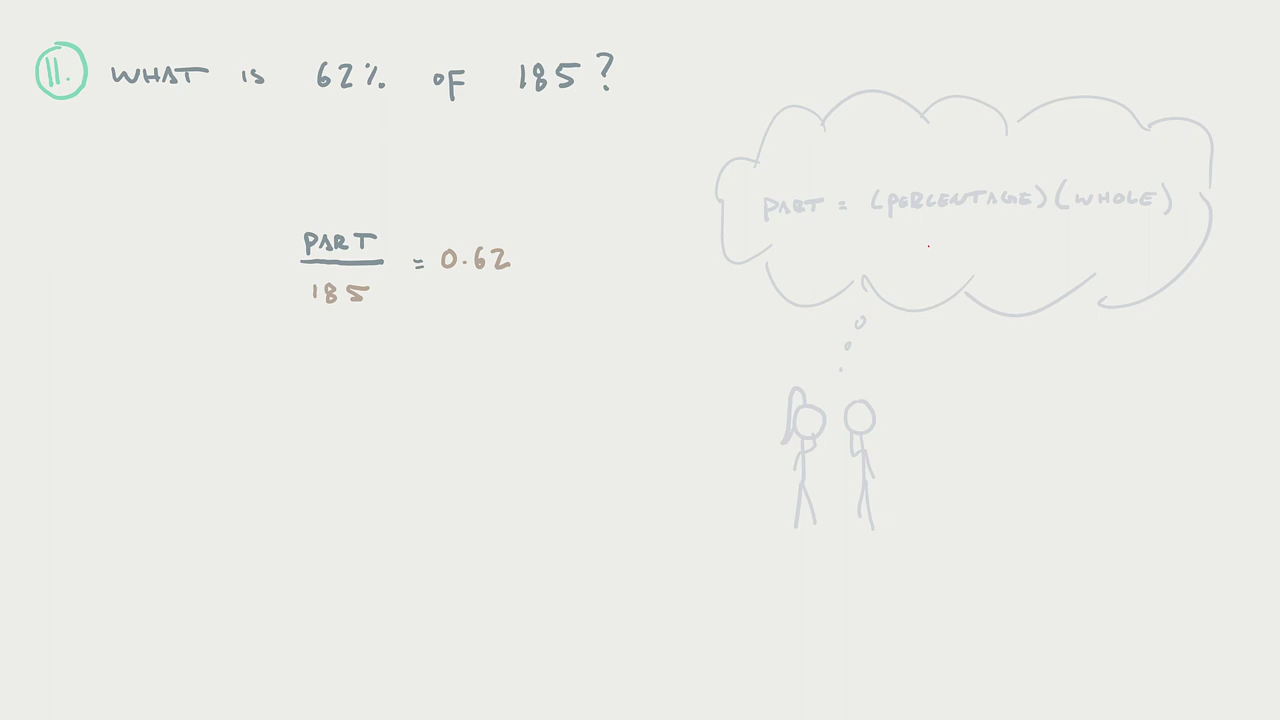 11. WHAT IS 62% OF 185?
PART = (PERCENTAGE)(WHOLE)
PART
185
= 0.62